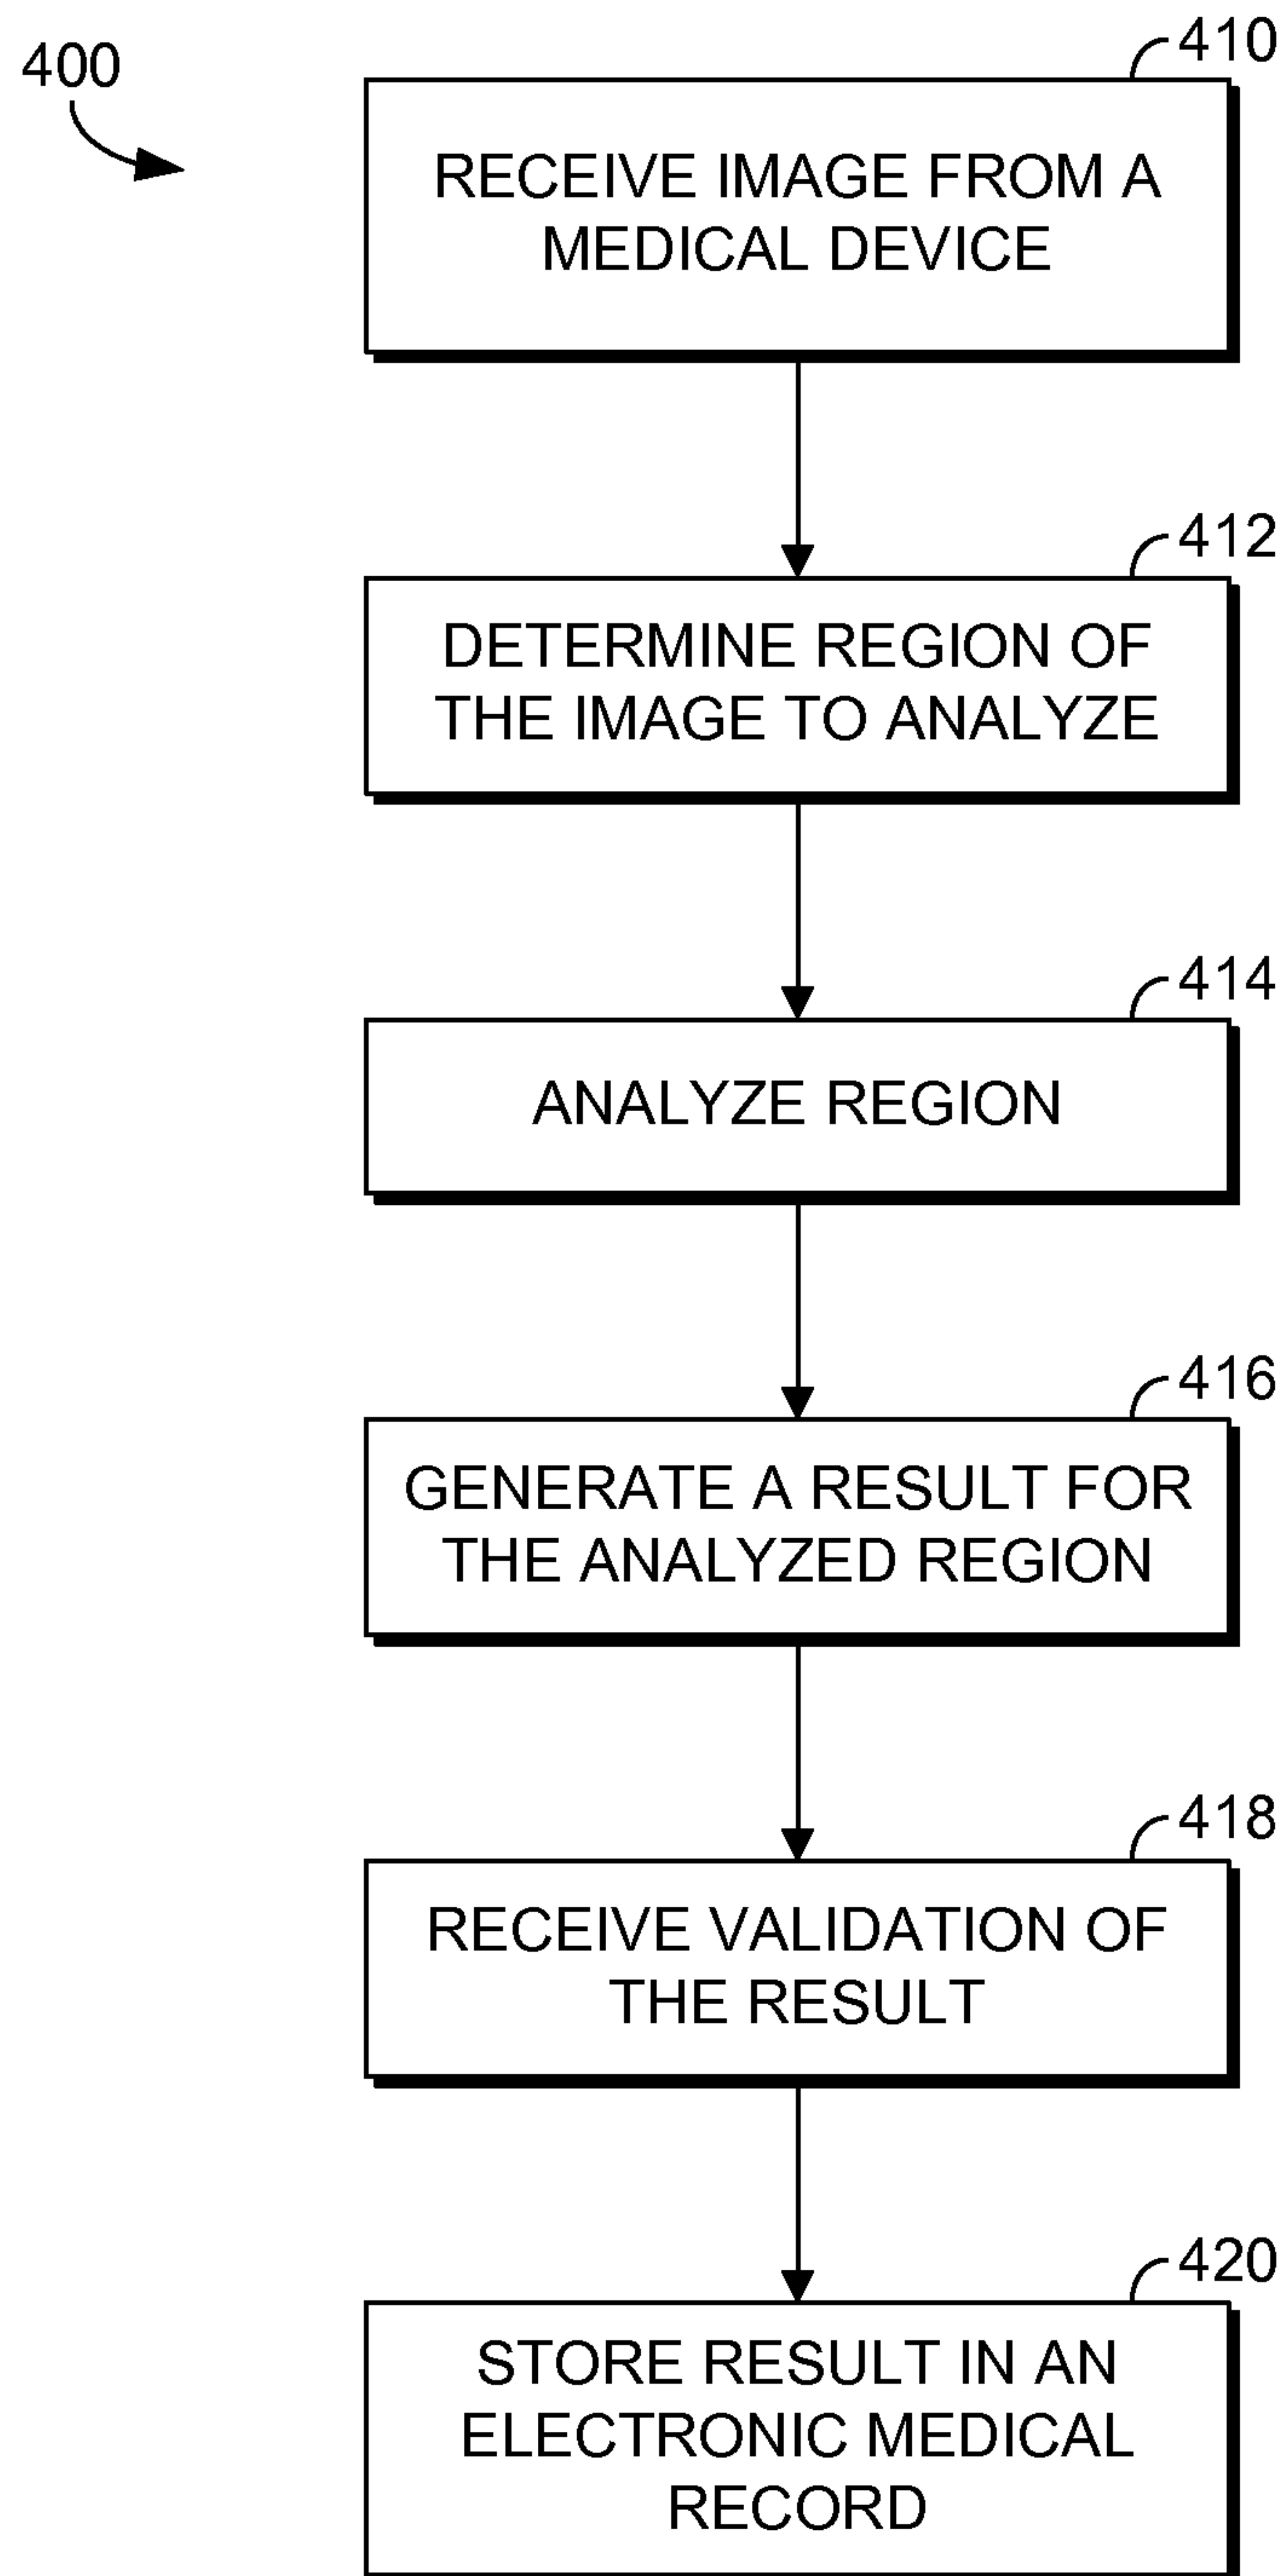 400
410
RECEIVE IMAGE FROM A
MEDICAL DEVICE
412
DETERMINE REGION OF
THE IMAGE TO ANALYZE
414
ANALYZE REGION
416
GENERATE A RESULT FOR
THE ANALYZED REGION
418
RECEIVE VALIDATION OF
THE RESULT
420
STORE RESULT IN AN
ELECTRONIC MEDICAL
RECORD